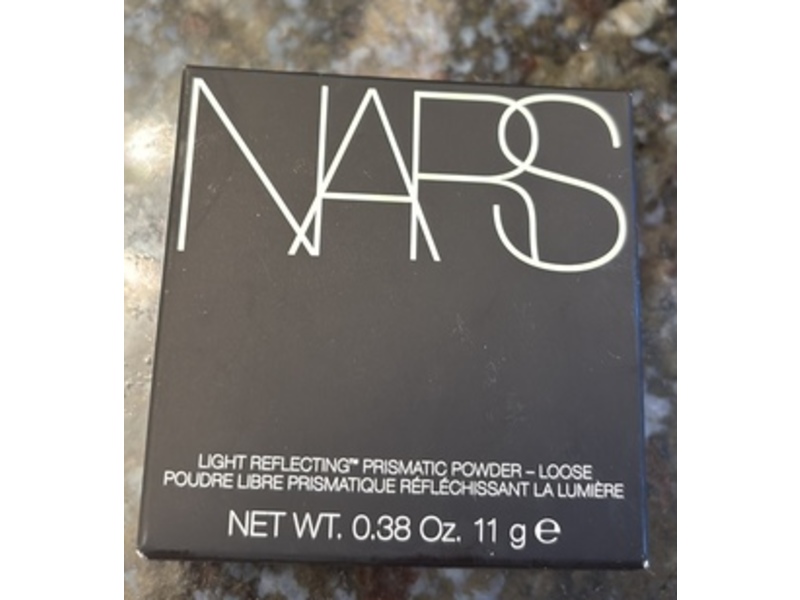 NARS
LIGHT REFLECTING™ PRISMATIC POWDER – LOOSE
POUDRE LIBRE PRISMATIQUE RÉFLÉCHISSANT LA LUMIÈRE
NET WT. 0.38 Oz. 11 g ℮